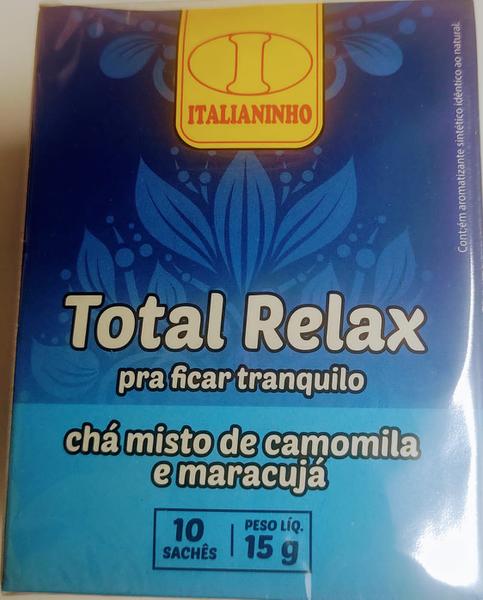 I
ITALIANINHO
Contém aromatizante sintético idêntico ao natural.
Total Relax
pra ficar tranquilo
chá misto de camomila
e maracujá
10
SACHÊS
PESO LÍQ.
15 g